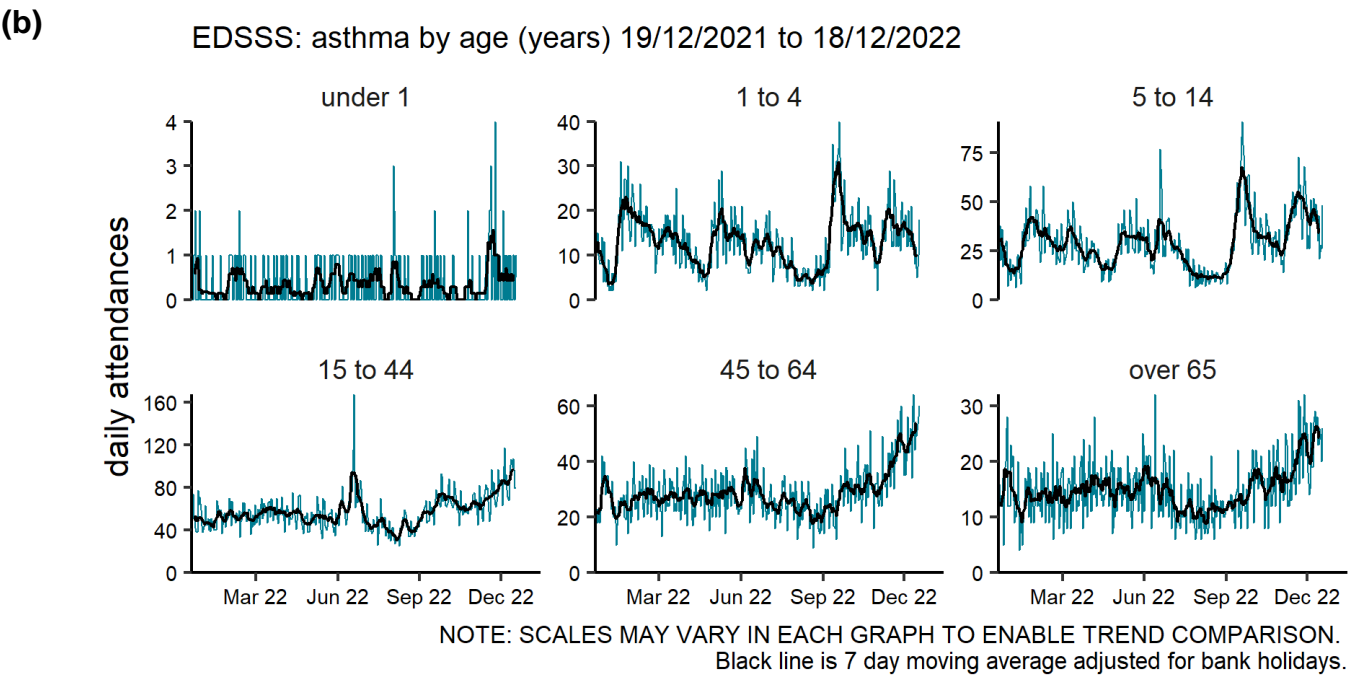 (b)
EDSSS: asthma by age (years) 19/12/2021 to 18/12/2022
daily attendances
under 1
4
3
2
1
0
1 to 4
40
30
20
10
0
5 to 14
75
50
25
0
15 to 44
160
120
80
40
0
Mar 22 Jun 22 Sep 22 Dec 22
45 to 64
60
40
20
0
Mar 22 Jun 22 Sep 22 Dec 22
over 65
30
20
10
0
Mar 22 Jun 22 Sep 22 Dec 22
NOTE: SCALES MAY VARY IN EACH GRAPH TO ENABLE TREND COMPARISON.
Black line is 7 day moving average adjusted for bank holidays.